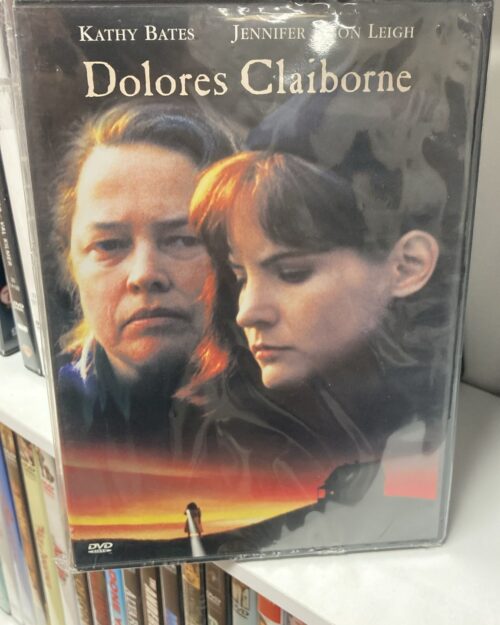 KATHY BATES JENNIFER LEIGH
Dolores Claiborne
DVD